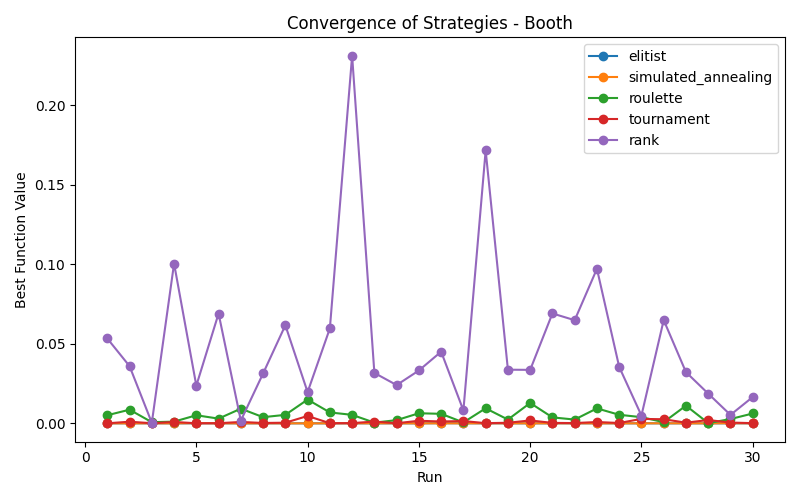 Convergence of Strategies - Booth
elitist
simulated_annealing
roulette
tournament
rank
Best Function Value
0.20
0.15
0.10
0.05
0.00
0 5 10 15 20 25 30
Run